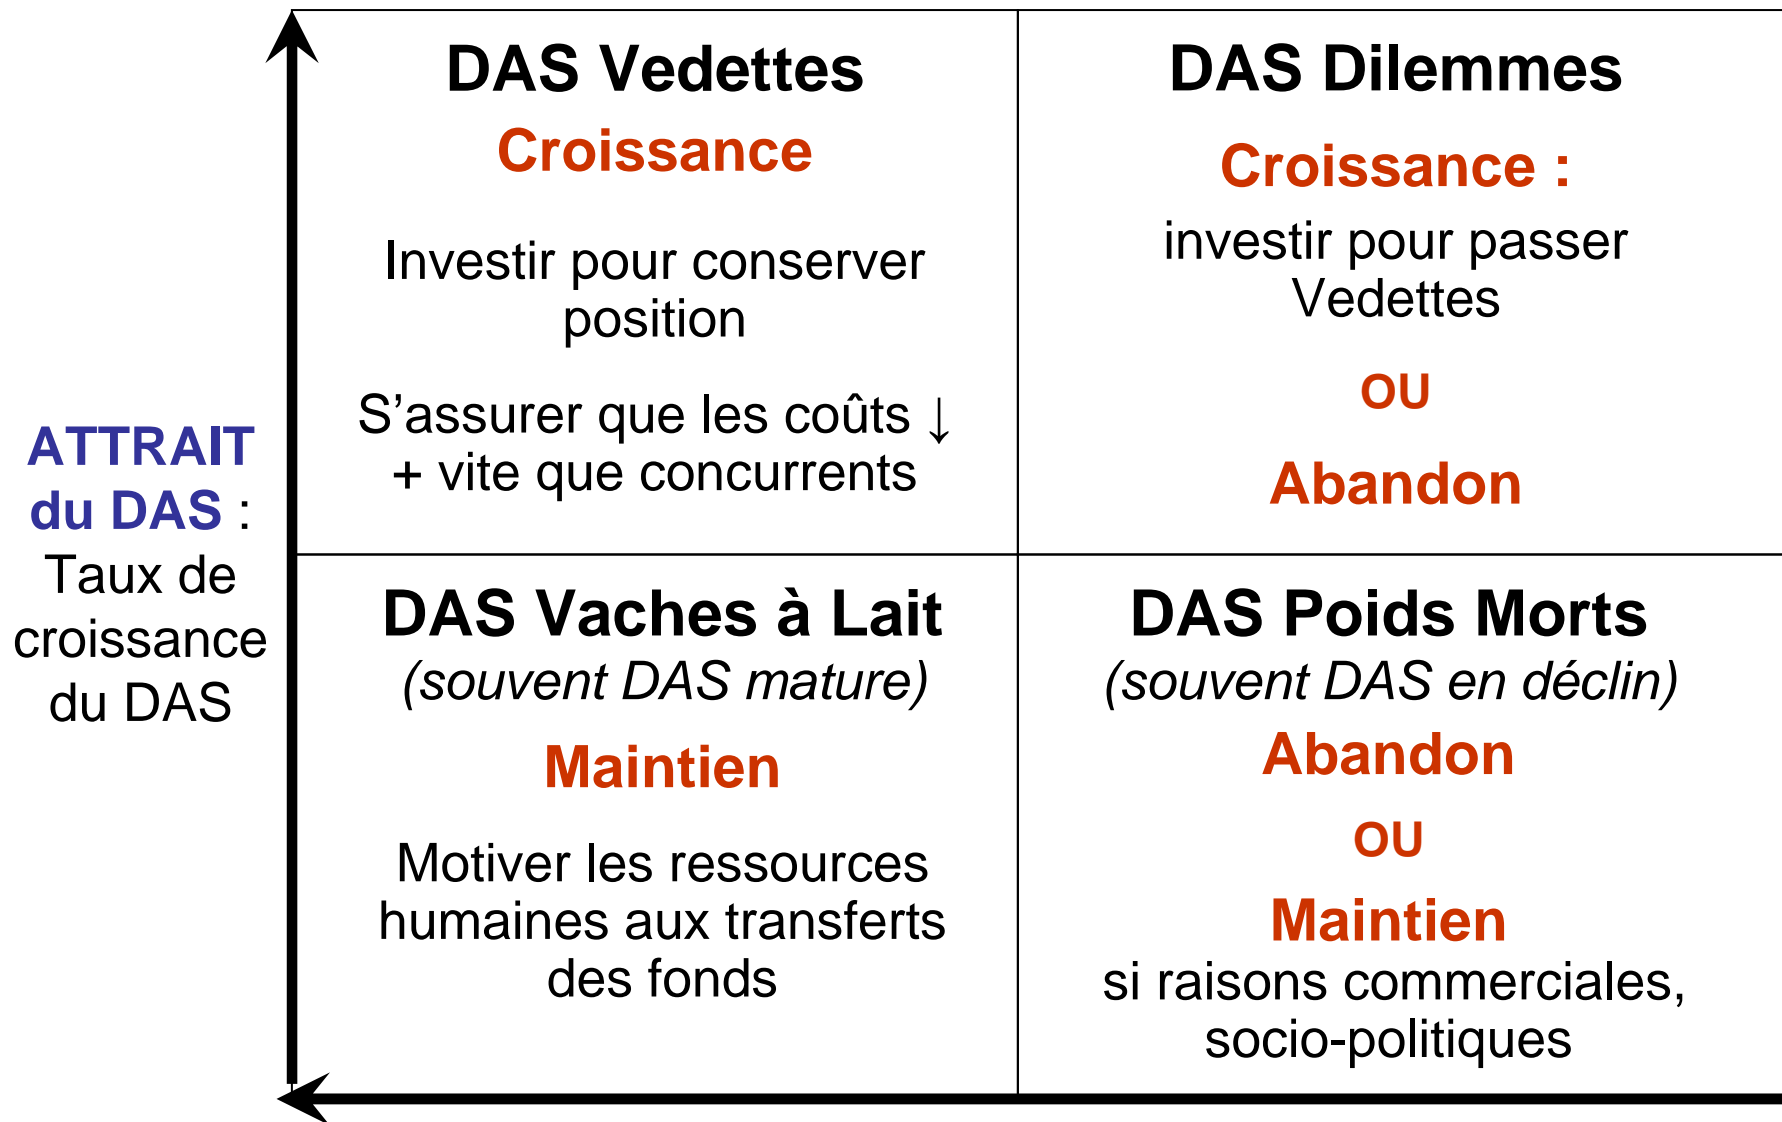 DAS Vedettes
Croissance
Investir pour conserver
position
S’assurer que les coûts ↓
+ vite que concurrents
DAS Dilemmes
Croissance :
investir pour passer
Vedettes
OU
Abandon
ATTRAIT
du DAS :
Taux de
croissance
du DAS
DAS Vaches à Lait
(souvent DAS mature)
Maintien
Motiver les ressources
humaines aux transferts
des fonds
DAS Poids Morts
(souvent DAS en déclin)
Abandon
OU
Maintien
si raisons commerciales,
socio-politiques